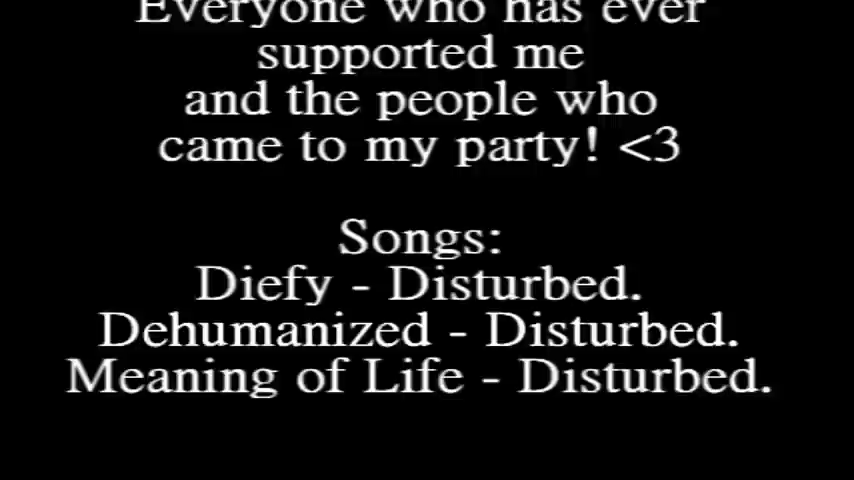 Everyone who has ever
supported me
and the people who
came to my party! <3
Songs:
Diefy - Disturbed.
Dehumanized - Disturbed.
Meaning of Life - Disturbed.